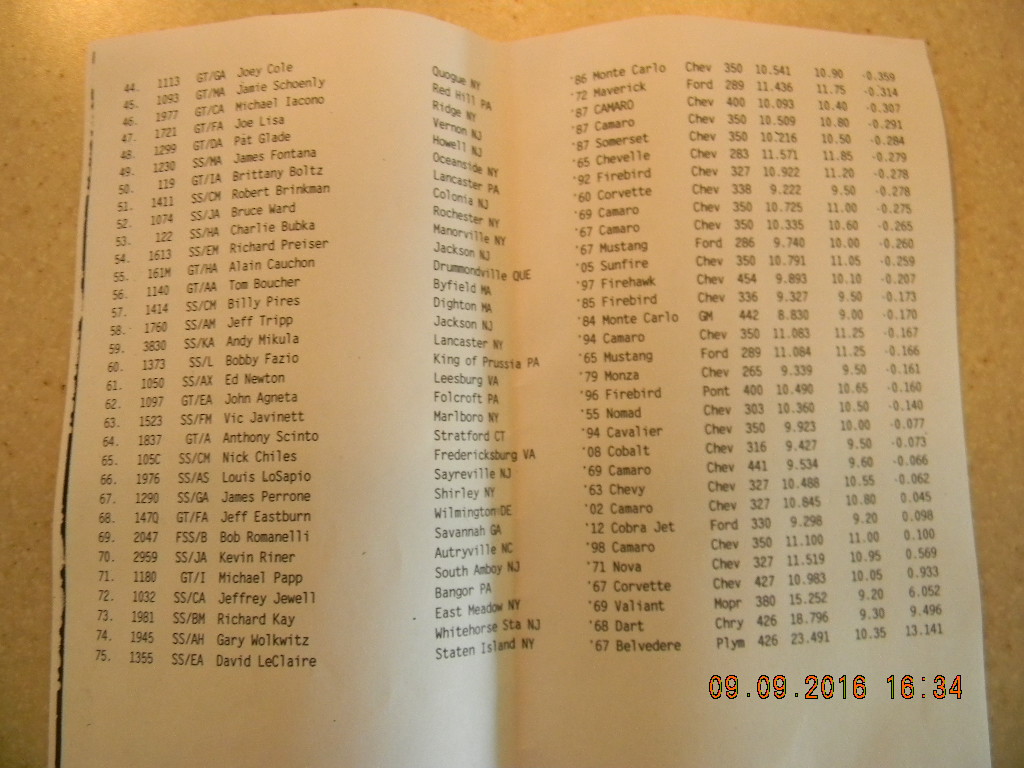 44. 1113 GT/GA Joey Cole Quogue NY '86 Monte Carlo Chev 350 10.541 10.90 -0.359
45. 1093 GT/MA Jamie Schoenly Red Hill PA '72 Maverick Ford 289 11.436 11.75 -0.314
46. 1977 GT/CA Michael Iacono Ridge NY '87 CAMARO Chev 400 10.093 10.40 -0.307
47. 1721 GT/FA Joe Lisa Vernon NJ '87 Camaro Chev 350 10.509 10.80 -0.291
48. 1299 GT/DA Pat Glade Howell NJ '87 Somerset Chev 350 10.216 10.50 -0.284
49. 1230 SS/MA James Fontana Oceanside NY '65 Chevelle Chev 283 11.571 11.85 -0.279
50. 119 GT/IA Brittany Boltz Lancaster PA '92 Firebird Chev 327 10.922 11.20 -0.278
51. 1411 SS/CM Robert Brinkman Colonia NJ '60 Corvette Chev 338 9.222 9.50 -0.278
52. 1074 SS/JA Bruce Ward Rochester NY '69 Camaro Chev 350 10.725 11.00 -0.275
53. 122 SS/HA Charlie Bubka Manorville NY '67 Camaro Chev 350 10.335 10.60 -0.265
54. 1613 SS/EM Richard Preiser Jackson NJ '67 Mustang Ford 286 9.740 10.00 -0.260
55. 161M GT/HA Alain Cauchon Drummondville QUE '05 Sunfire Chev 350 10.791 11.05 -0.259
56. 1140 GT/AA Tom Boucher Byfield MA '97 Firehawk Chev 454 9.893 10.10 -0.207
57. 1414 SS/CM Billy Pires Dighton MA '85 Firebird Chev 336 9.327 9.50 -0.173
58. 1760 SS/AM Jeff Tripp Jackson NJ '84 Monte Carlo GM 442 8.830 9.00 -0.170
59. 3830 SS/KA Andy Mikula Lancaster NY '94 Camaro Chev 350 11.083 11.25 -0.167
60. 1373 SS/L Bobby Fazio King of Prussia PA '65 Mustang Ford 289 11.084 11.25 -0.166
61. 1050 SS/AX Ed Newton Leesburg VA '79 Monza Chev 265 9.339 9.50 -0.161
62. 1097 GT/EA John Agneta Folcroft PA '96 Firebird Pont 400 10.490 10.65 -0.160
63. 1523 SS/FM Vic Javinett Marlboro NY '55 Nomad Chev 303 10.360 10.50 -0.140
64. 1837 GT/A Anthony Scinto Stratford CT '94 Cavalier Chev 350 9.923 10.00 -0.077
65. 105C SS/CM Nick Chiles Fredericksburg VA '08 Cobalt Chev 316 9.427 9.50 -0.073
66. 1976 SS/AS Louis LoSapio Sayreville NJ '69 Camaro Chev 441 9.534 9.60 -0.066
67. 1290 SS/GA James Perrone Shirley NY '63 Chevy Chev 327 10.488 10.55 -0.062
68. 147Q GT/FA Jeff Eastburn Wilmington DE '02 Camaro Chev 327 10.845 10.80 0.045
69. 2047 FSS/B Bob Romanelli Savannah GA '12 Cobra Jet Ford 330 9.298 9.20 0.098
70. 2959 SS/JA Kevin Riner Autryville NC '98 Camaro Chev 350 11.100 11.00 0.100
71. 1180 GT/I Michael Papp South Amboy NJ '71 Nova Chev 327 11.519 10.95 0.569
72. 1032 SS/CA Jeffrey Jewell Bangor PA '67 Corvette Chev 427 10.983 10.05 0.933
73. 1981 SS/BM Richard Kay East Meadow NY '69 Valiant Mopr 380 15.252 9.20 6.052
74. 1945 SS/AH Gary Wolkwitz Whitehorse Sta NJ '68 Dart Chry 426 18.796 9.30 9.496
75. 1355 SS/EA David LeClaire Staten Island NY '67 Belvedere Plym 426 23.491 10.35 13.141
09.09.2016 16:34